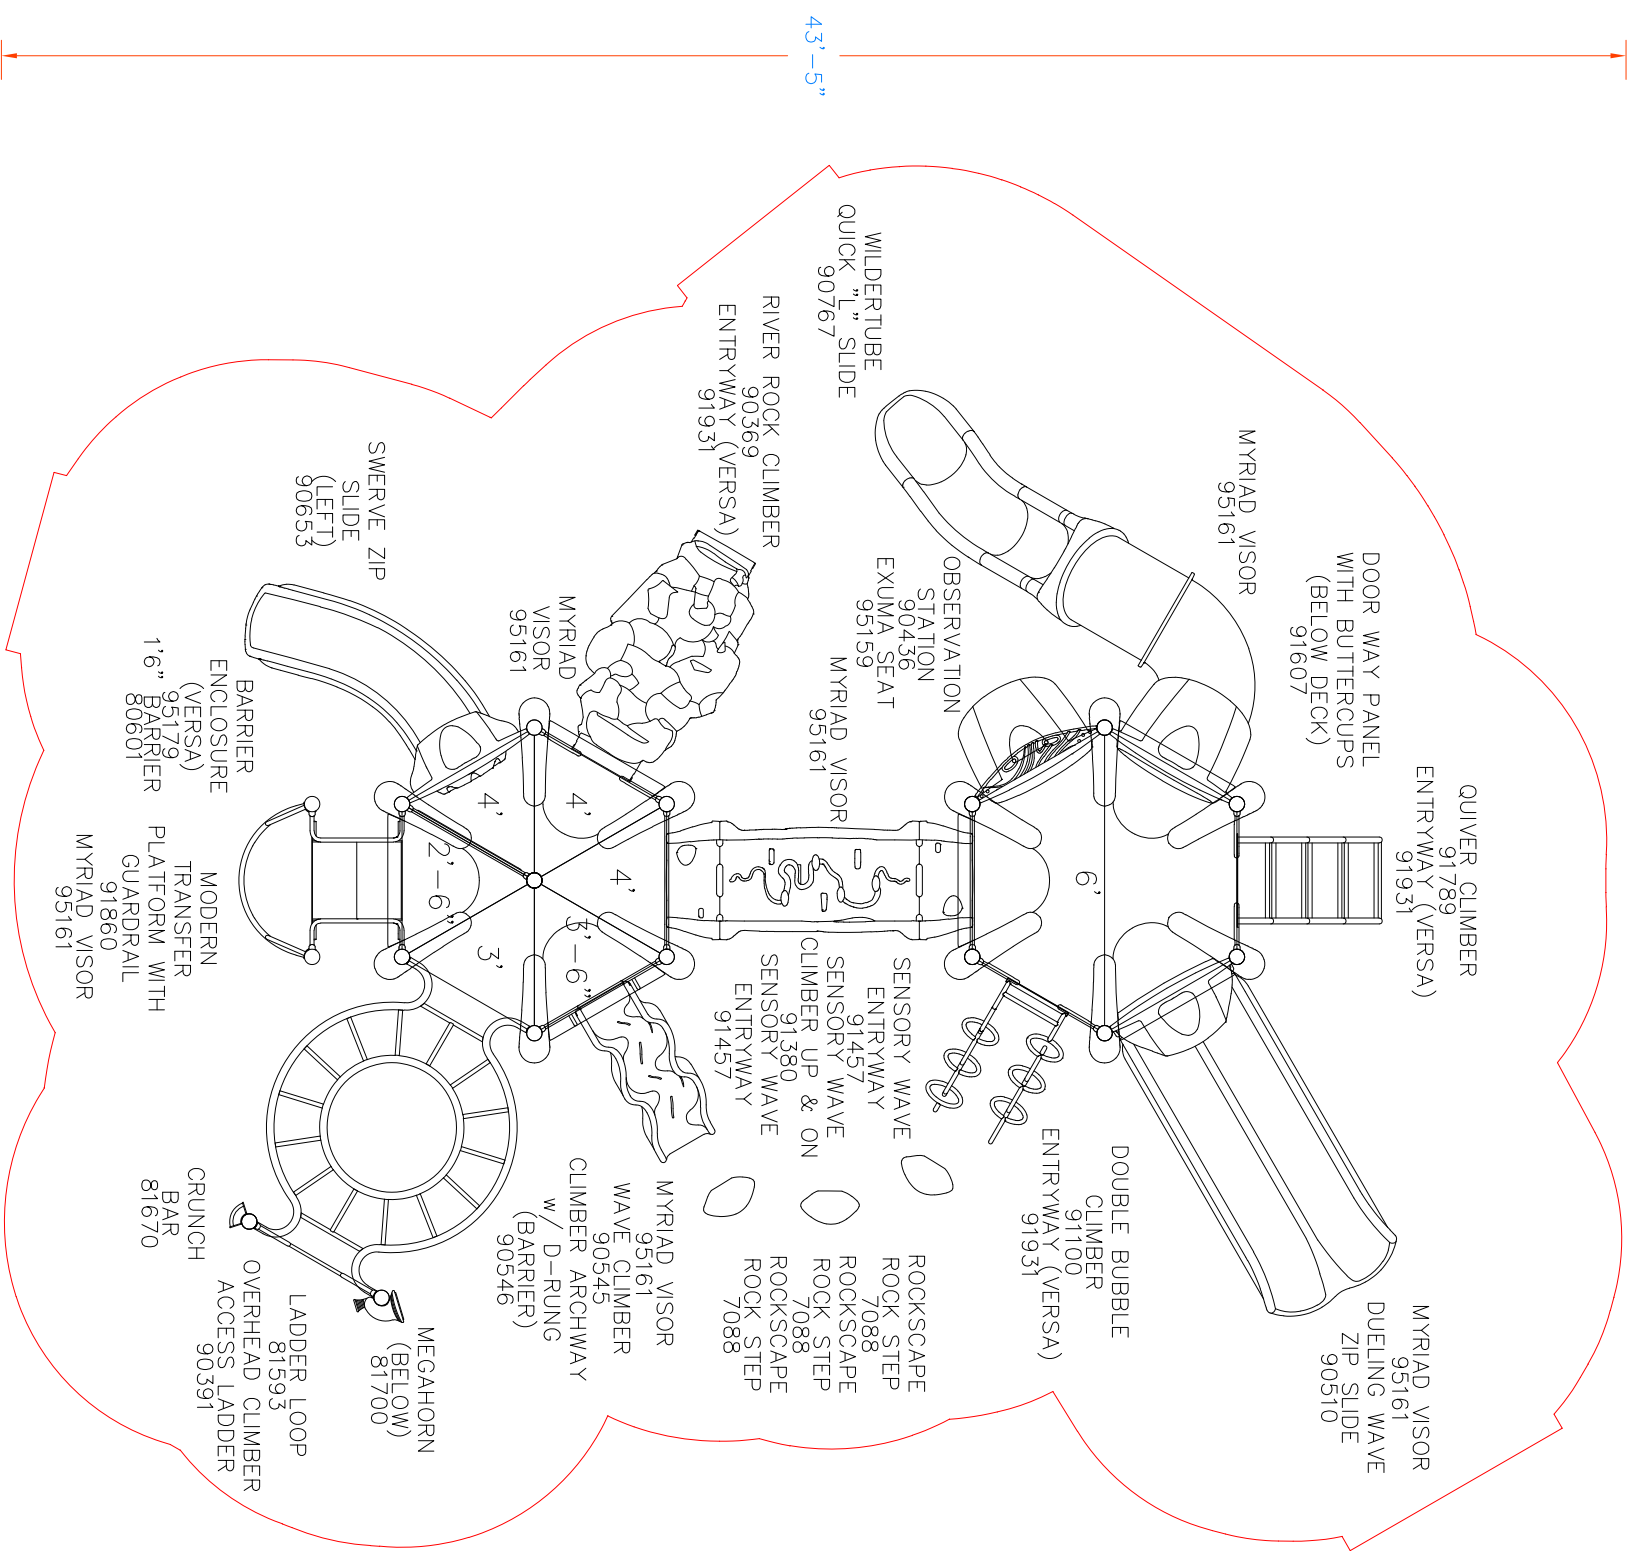 43'-5"
WILDERTUBE
QUICK "L" SLIDE
90767
RIVER ROCK CLIMBER
90369
ENTRYWAY (VERSA)
91931
SWERVE ZIP
SLIDE
(LEFT)
90653
MYRIAD VISOR
95161
DOOR WAY PANEL
WITH BUTTERCUPS
(BELOW DECK)
91607
QUIVER CLIMBER
91789
ENTRYWAY (VERSA)
91931
OBSERVATION
STATION
90436
EXUMA SEAT
95159
MYRIAD VISOR
95161
MYRIAD
VISOR
95161
BARRIER
ENCLOSURE
(VERSA)
95179
1'6" BARRIER
80601
MODERN
TRANSFER
PLATFORM WITH
GUARDRAIL
91860
MYRIAD VISOR
95161
6'
4'
4'
4'
2'-6"
3'
3'-6"
SENSORY WAVE
ENTRYWAY
91457
SENSORY WAVE
CLIMBER UP & ON
91380
SENSORY WAVE
ENTRYWAY
91457
DOUBLE BUBBLE
CLIMBER
91100
ENTRYWAY (VERSA)
91931
MYRIAD VISOR
95161
DUELING WAVE
ZIP SLIDE
90510
ROCKSCAPE
ROCK STEP
7088
ROCKSCAPE
ROCK STEP
7088
ROCKSCAPE
ROCK STEP
7088
MYRIAD VISOR
95161
WAVE CLIMBER
90545
CLIMBER ARCHWAY
w/ D-RUNG
(BARRIER)
90546
MEGAHORN
(BELOW)
81700
LADDER LOOP
81593
OVERHEAD CLIMBER
ACCESS LADDER
90391
CRUNCH
BAR
81670